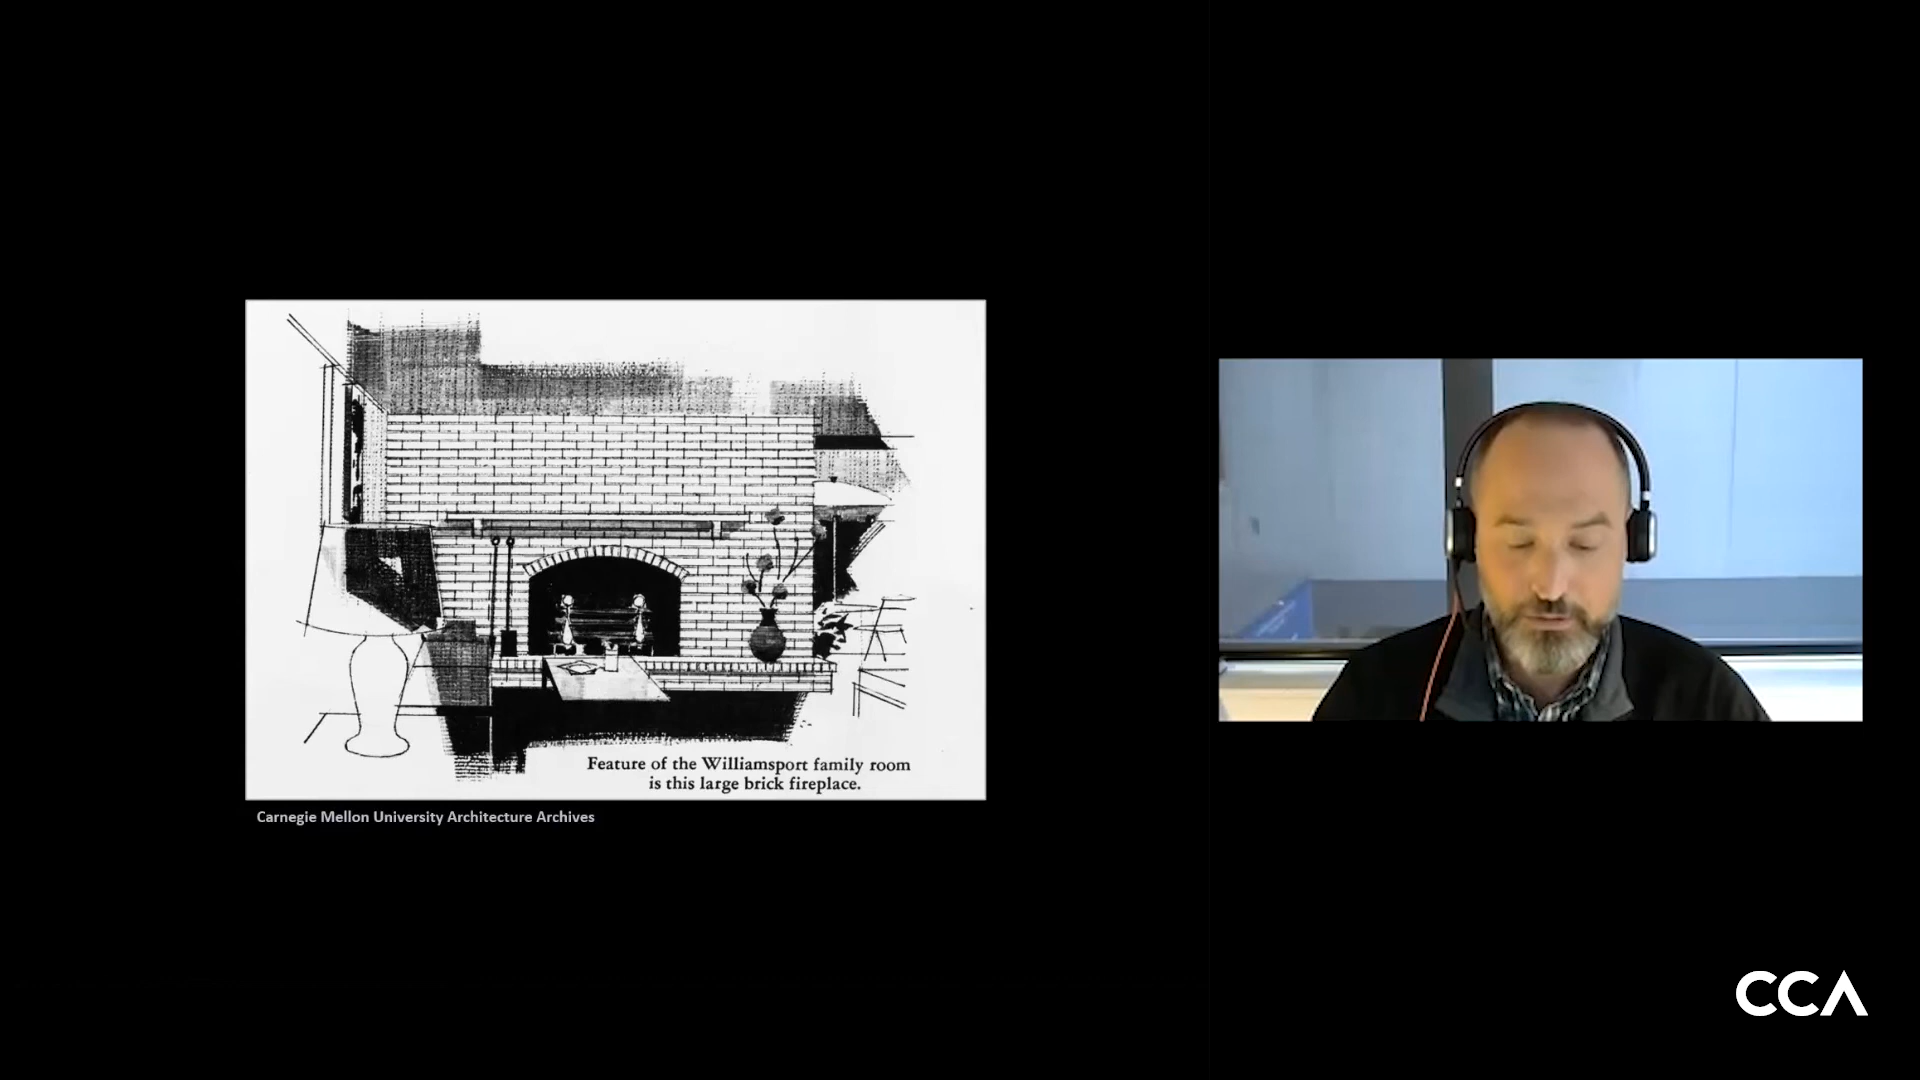 Feature of the Williamsport family room
is this large brick fireplace.
Carnegie Mellon University Architecture Archives
CCA